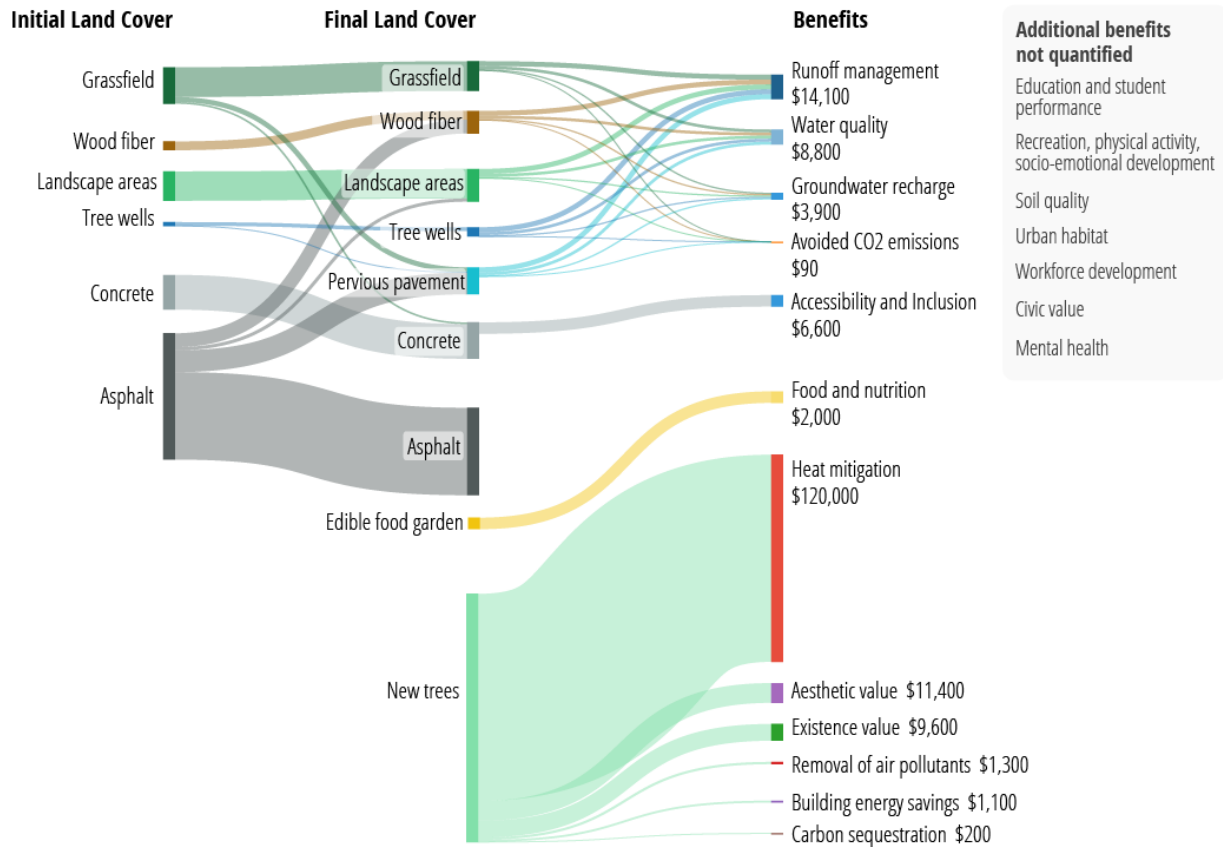 Initial Land Cover
Final Land Cover
Benefits
Grassfield
Wood fiber
Landscape areas
Tree wells
Concrete
Asphalt
Grassfield
Wood fiber
Landscape areas
Tree wells
Pervious pavement
Concrete
Asphalt
Edible food garden
New trees
Runoff management
$14,100
Water quality
$8,800
Groundwater recharge
$3,900
Avoided CO2 emissions
$90
Accessibility and Inclusion
$6,600
Food and nutrition
$2,000
Heat mitigation
$120,000
Aesthetic value $11,400
Existence value $9,600
Removal of air pollutants $1,300
Building energy savings $1,100
Carbon sequestration $200
Additional benefits
not quantified
Education and student
performance
Recreation, physical activity,
socio-emotional development
Soil quality
Urban habitat
Workforce development
Civic value
Mental health